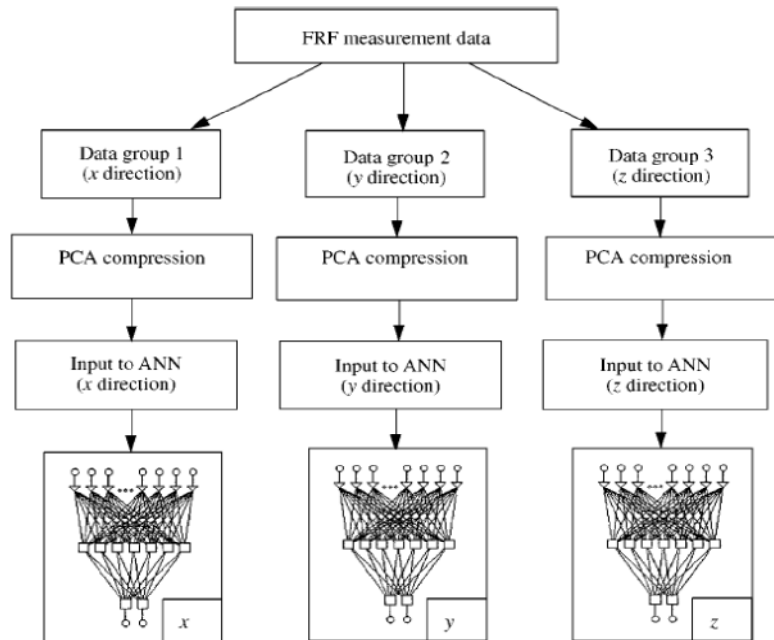 FRF measurement data
Data group 1
(x direction)
Data group 2
(y direction)
Data group 3
(z direction)
PCA compression
PCA compression
PCA compression
Input to ANN
(x direction)
Input to ANN
(y direction)
Input to ANN
(z direction)
x
y
z